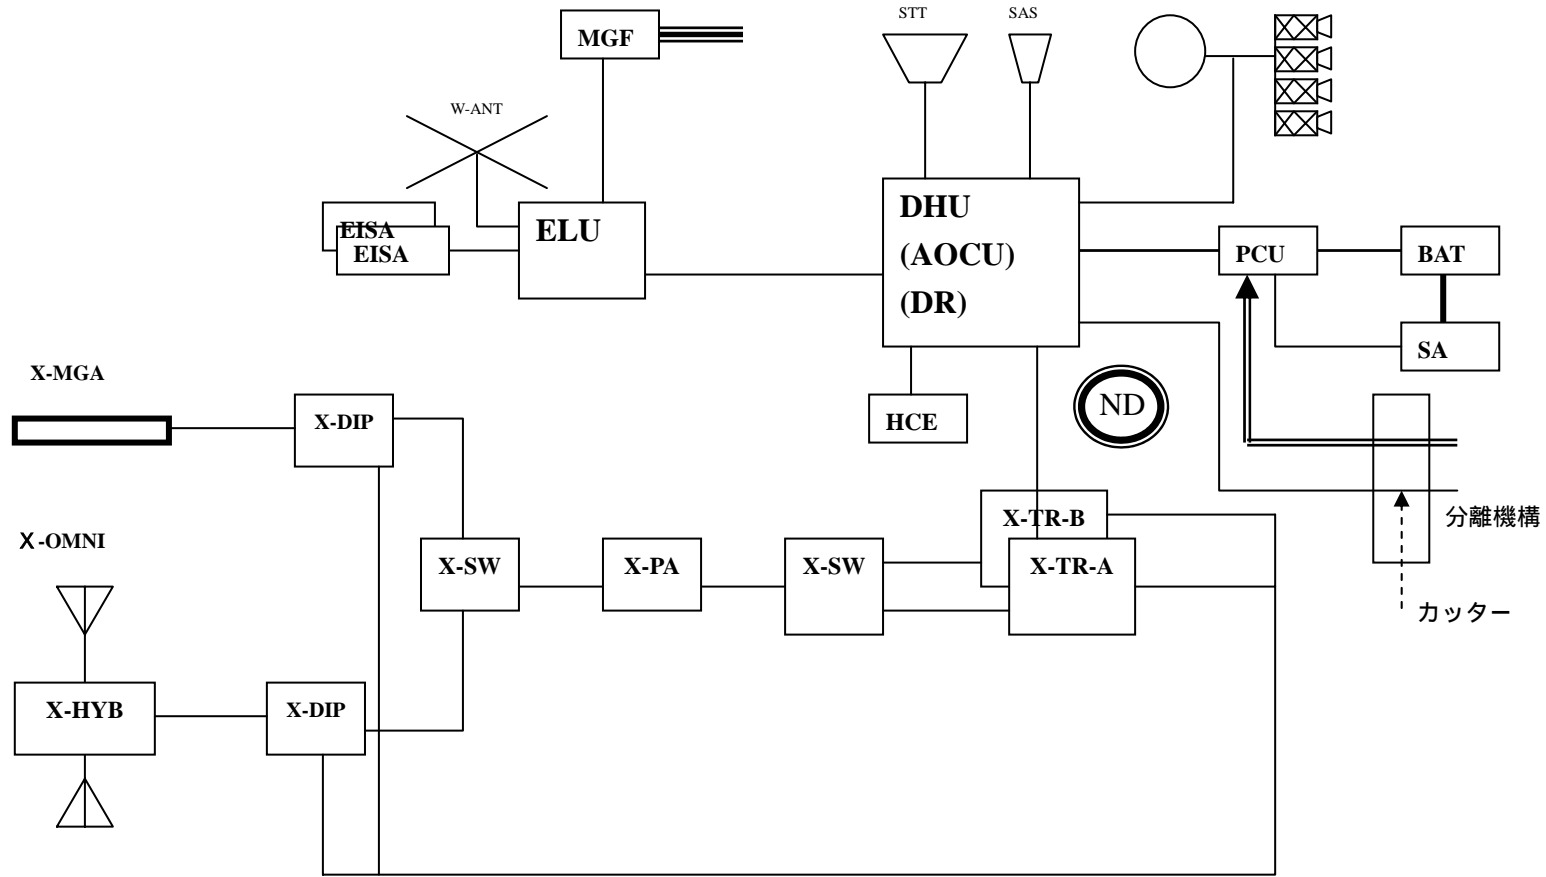 STT
SAS
MGF
W-ANT
EISA
EISA
ELU
DHU
(AOCU)
(DR)
PCU
BAT
SA
X-MGA
X-DIP
HCE
ND
X-TR-B
分離機構
X-OMNI
X-SW
X-PA
X-SW
X-TR-A
カッター
X-HYB
X-DIP